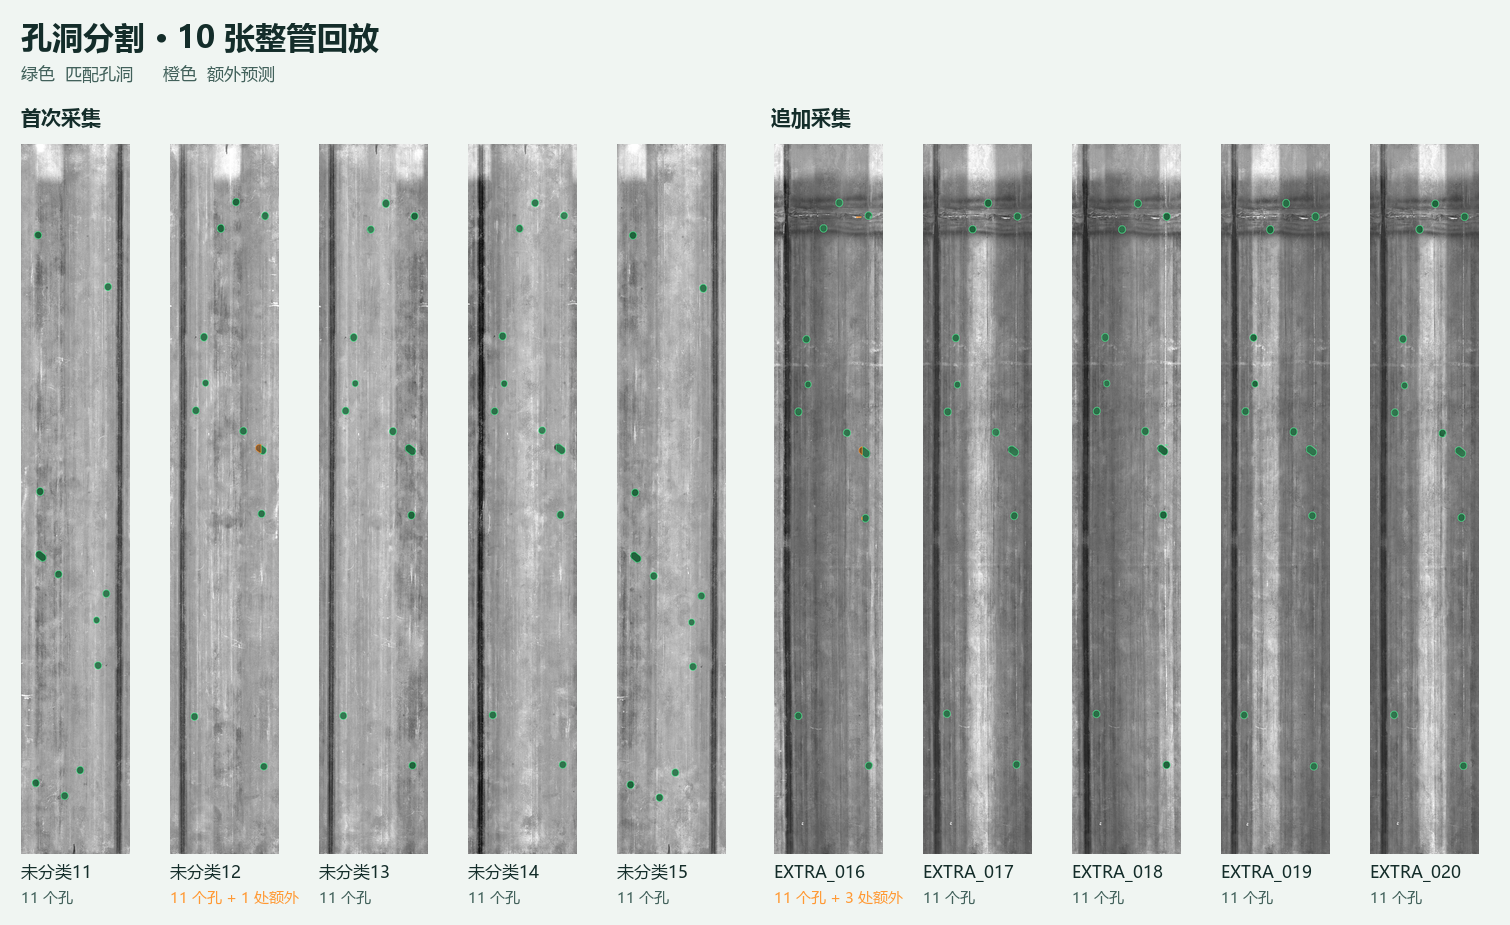 孔洞分割 • 10 张整管回放
绿色 匹配孔洞 橙色 额外预测
首次采集
追加采集
未分类11
11 个孔
未分类12
11 个孔 + 1 处额外
未分类13
11 个孔
未分类14
11 个孔
未分类15
11 个孔
EXTRA_016
11 个孔 + 3 处额外
EXTRA_017
11 个孔
EXTRA_018
11 个孔
EXTRA_019
11 个孔
EXTRA_020
11 个孔